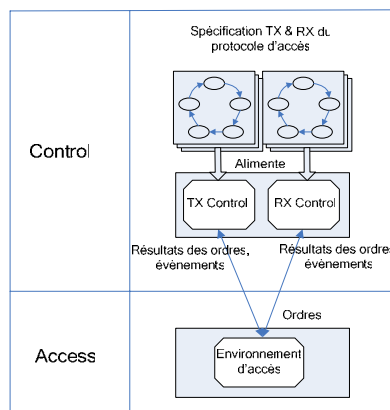 Spécification TX & RX du
protocole d'accès
Control
Alimente
TX Control
RX Control
Résultats des ordres,
évènements
Résultats des ordres,
évènements
Ordres
Access
Environnement
d'accès